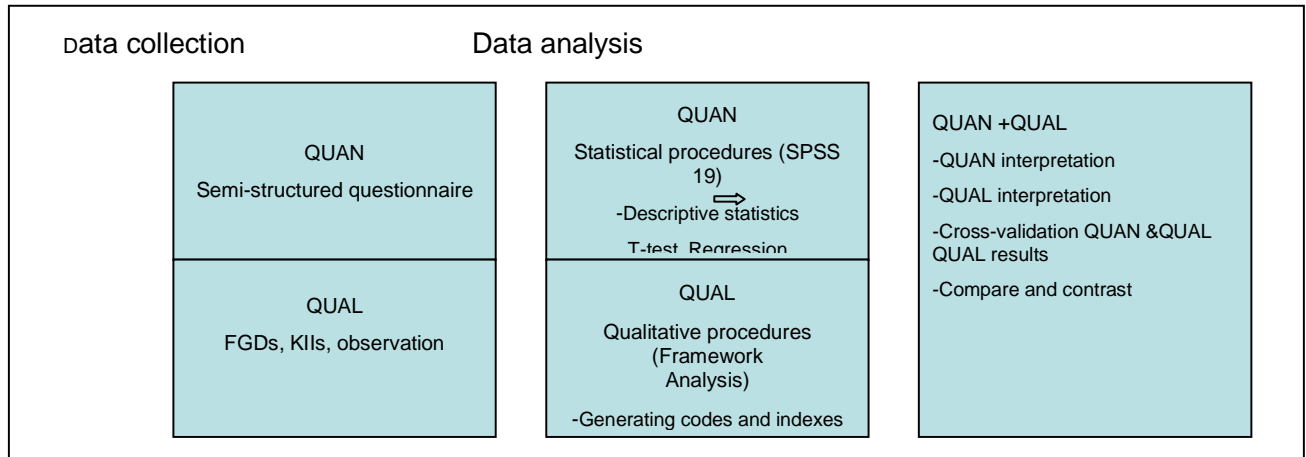 Data collection
Data analysis
QUAN
Semi-structured questionnaire
QUAL
FGDs, KIIs, observation
QUAN
Statistical procedures (SPSS
19)
-Descriptive statistics
T-test, Regression
QUAL
Qualitative procedures
(Framework
Analysis)
-Generating codes and indexes
QUAN +QUAL
-QUAN interpretation
-QUAL interpretation
-Cross-validation QUAN &QUAL
QUAL results
-Compare and contrast